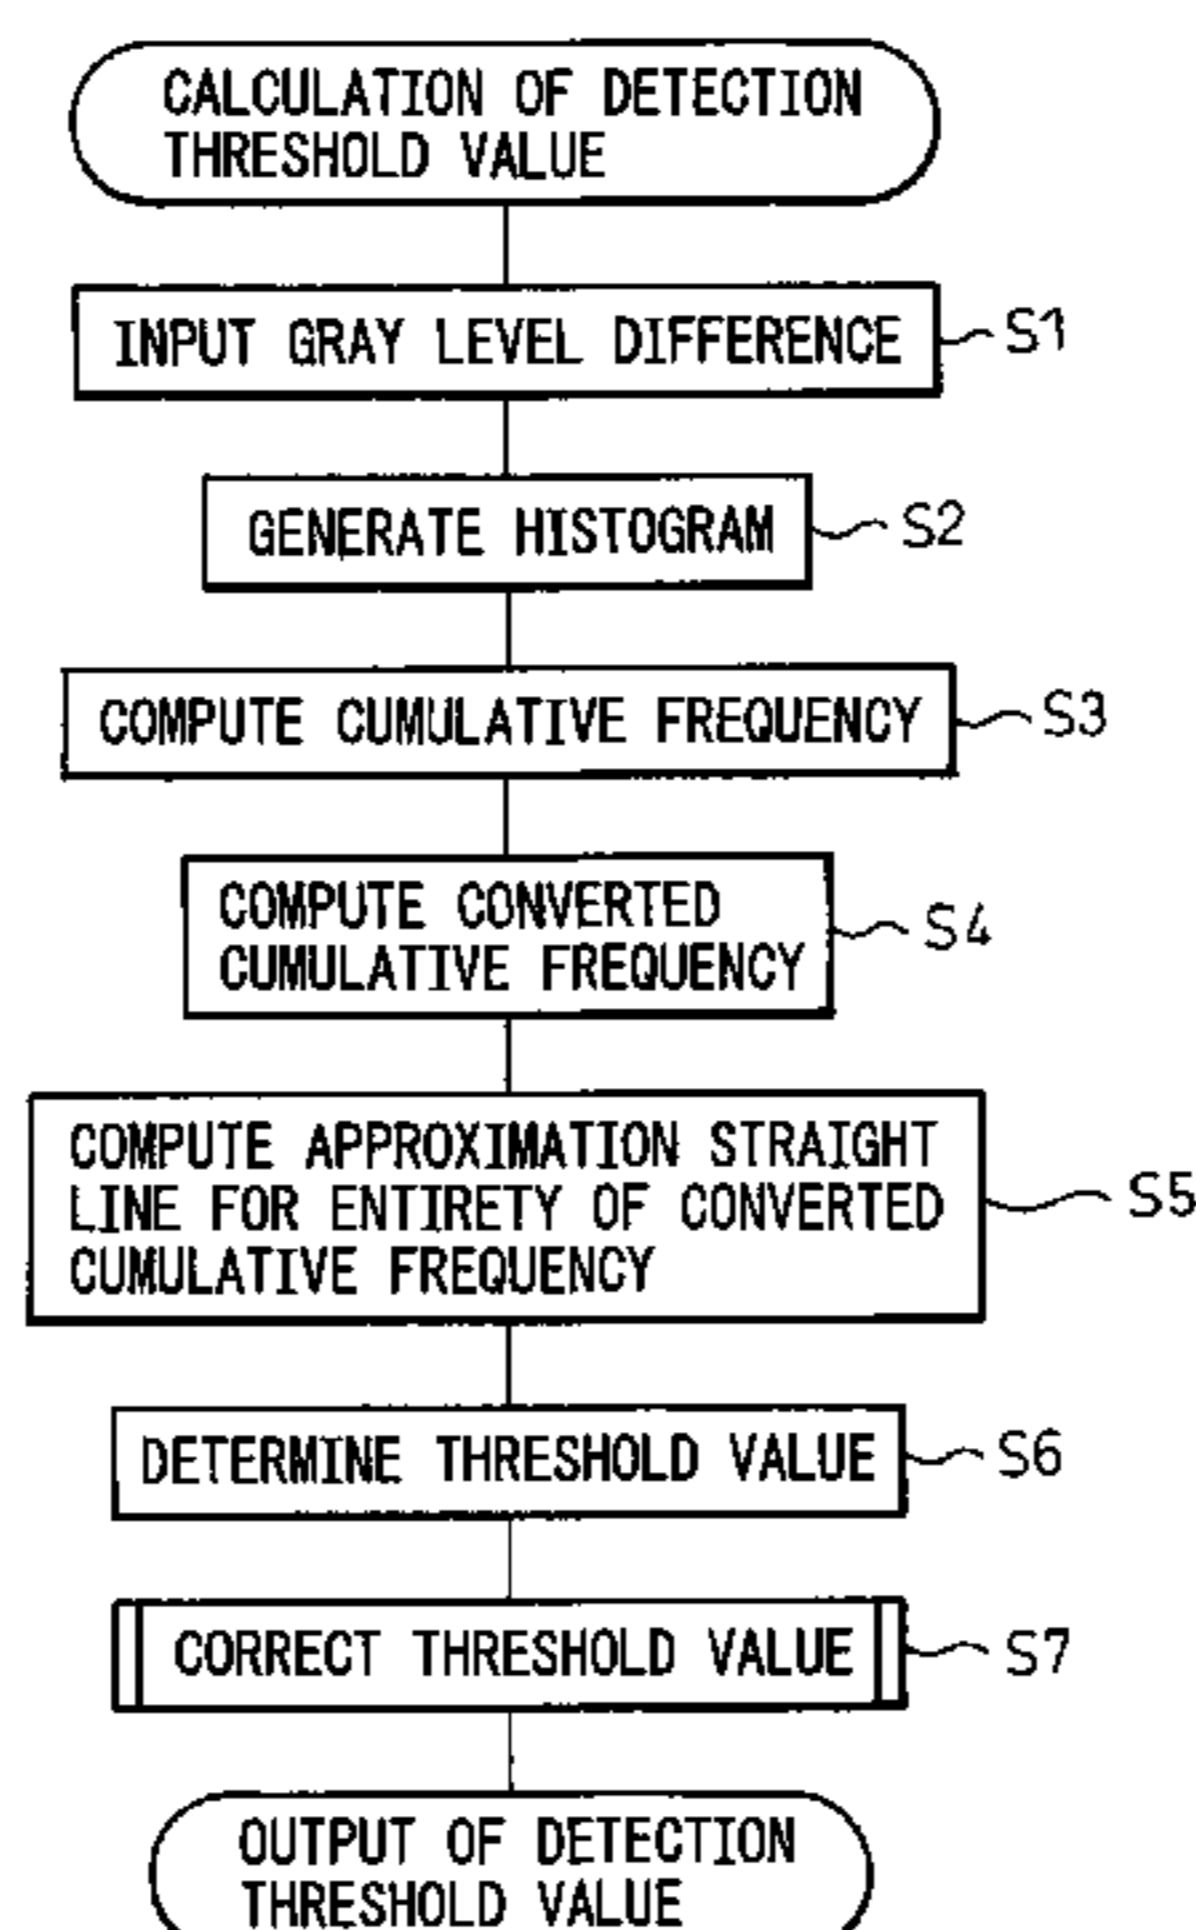 CALCULATION OF DETECTION
THRESHOLD VALUE
INPUT GRAY LEVEL DIFFERENCE
S1
GENERATE HISTOGRAM
S2
COMPUTE CUMULATIVE FREQUENCY
S3
COMPUTE CONVERTED
CUMULATIVE FREQUENCY
S4
COMPUTE APPROXIMATION STRAIGHT
LINE FOR ENTIRETY OF CONVERTED
CUMULATIVE FREQUENCY
S5
DETERMINE THRESHOLD VALUE
S6
CORRECT THRESHOLD VALUE
S7
OUTPUT OF DETECTION
THRESHOLD VALUE